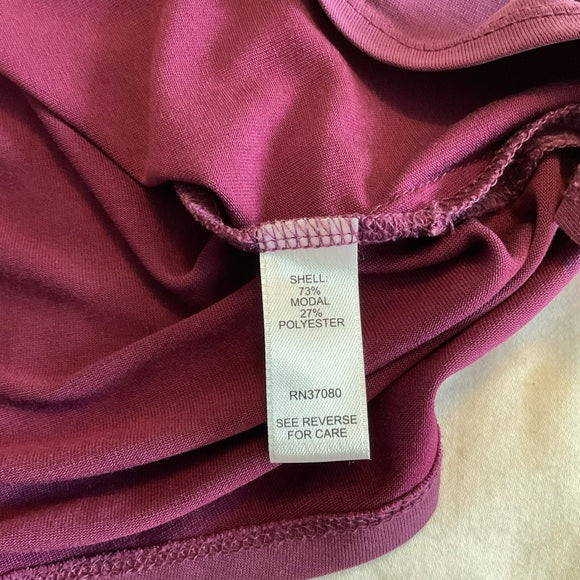 SHELL:
73%
MODAL
27%
POLYESTER
RN37080
SEE REVERSE
FOR CARE